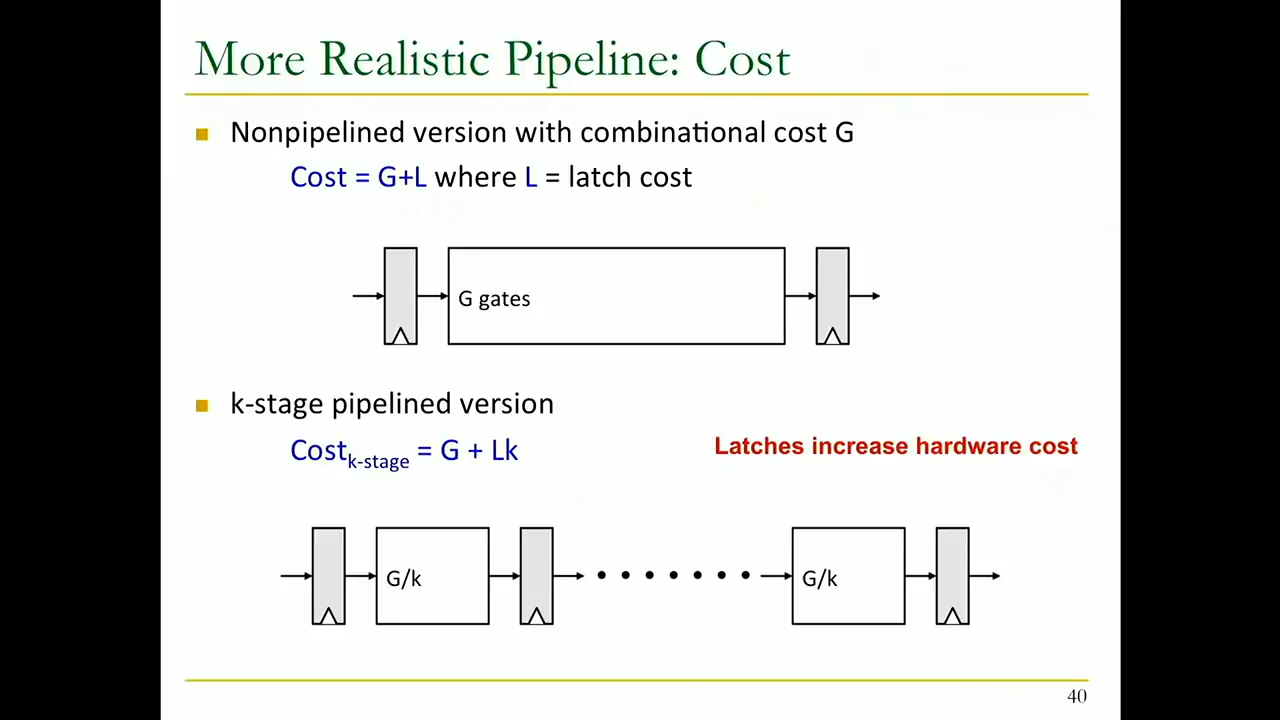 More Realistic Pipeline: Cost
Nonpipelined version with combinational cost G
Cost = G+L where L = latch cost
G gates
k-stage pipelined version
Costk-stage = G + Lk
Latches increase hardware cost
G/k
G/k
40